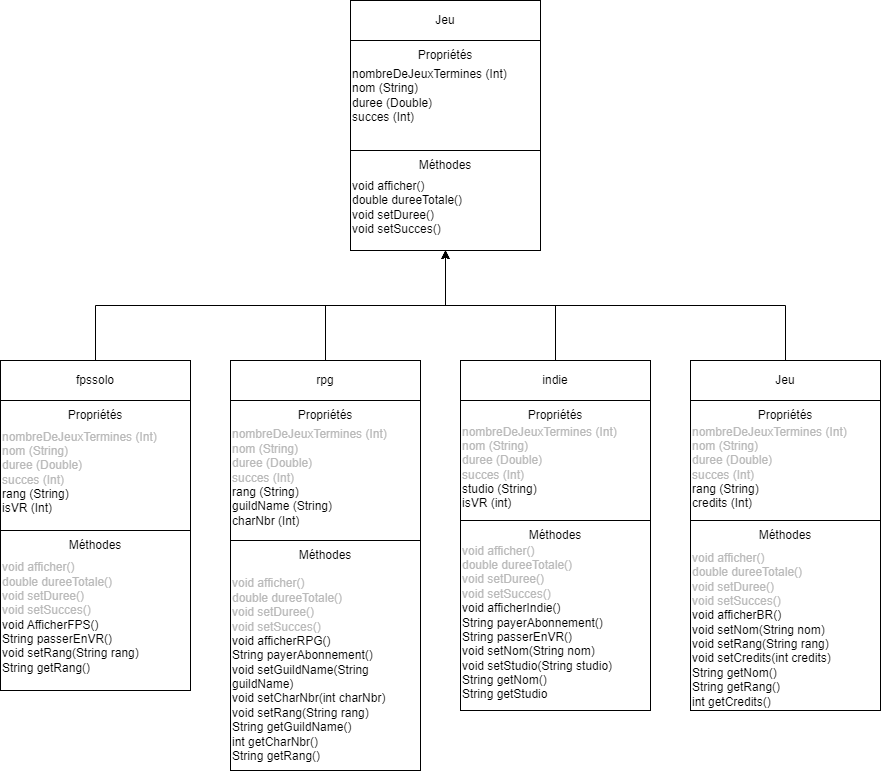 Jeu
Propriétés
nombreDeJeuxTermines (Int)
nom (String)
duree (Double)
succes (Int)
Méthodes
void afficher()
double dureeTotale()
void setDuree()
void setSucces()
fpssolo
Propriétés
nombreDeJeuxTermines (Int)
nom (String)
duree (Double)
succes (Int)
rang (String)
isVR (Int)
Méthodes
void afficher()
double dureeTotale()
void setDuree()
void setSucces()
void AfficherFPS()
String passerEnVR()
void setRang(String rang)
String getRang()
rpg
Propriétés
nombreDeJeuxTermines (Int)
nom (String)
duree (Double)
succes (Int)
rang (String)
guildName (String)
charNbr (Int)
Méthodes
void afficher()
double dureeTotale()
void setDuree()
void setSucces()
void afficherRPG()
String payerAbonnement()
void setGuildName(String
guildName)
void setCharNbr(int charNbr)
void setRang(String rang)
String getGuildName()
int getCharNbr()
String getRang()
indie
Propriétés
nombreDeJeuxTermines (Int)
nom (String)
duree (Double)
succes (Int)
studio (String)
isVR (int)
Méthodes
void afficher()
double dureeTotale()
void setDuree()
void setSucces()
void afficherIndie()
String payerAbonnement()
String passerEnVR()
void setNom(String nom)
void setStudio(String studio)
String getNom()
String getStudio
Jeu
Propriétés
nombreDeJeuxTermines (Int)
nom (String)
duree (Double)
succes (Int)
rang (String)
credits (Int)
Méthodes
void afficher()
double dureeTotale()
void setDuree()
void setSucces()
void afficherBR()
void setNom(String nom)
void setRang(String rang)
void setCredits(int credits)
String getNom()
String getRang()
int getCredits()